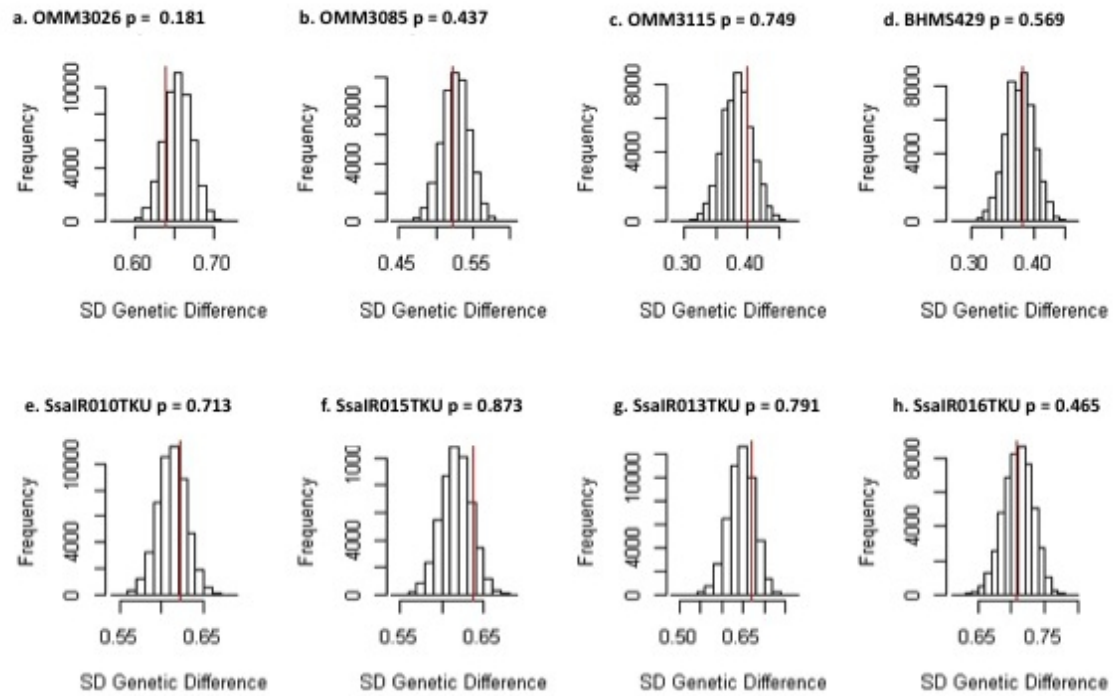 a. OMM3026 p = 0.181
b. OMM3085 p = 0.437
c. OMM3115 p = 0.749
d. BHMS429 p = 0.569
Frequency
0 4000 10000
0.60 0.70
SD Genetic Difference
Frequency
0 4000 8000
0.45 0.55
SD Genetic Difference
Frequency
0 4000 8000
0.30 0.40
SD Genetic Difference
Frequency
0 4000 8000
0.30 0.40
SD Genetic Difference
e. SsaIR010TKU p = 0.713
f. SsaIR015TKU p = 0.873
g. SsaIR013TKU p = 0.791
h. SsaIR016TKU p = 0.465
Frequency
0 4000 10000
0.55 0.65
SD Genetic Difference
Frequency
0 4000 1000
0.55 0.65
SD Genetic Difference
Frequency
0 4000 10000
0.50 0.65
SD Genetic Difference
Frequency
0 4000 8000
0.65 0.75
SD Genetic Difference